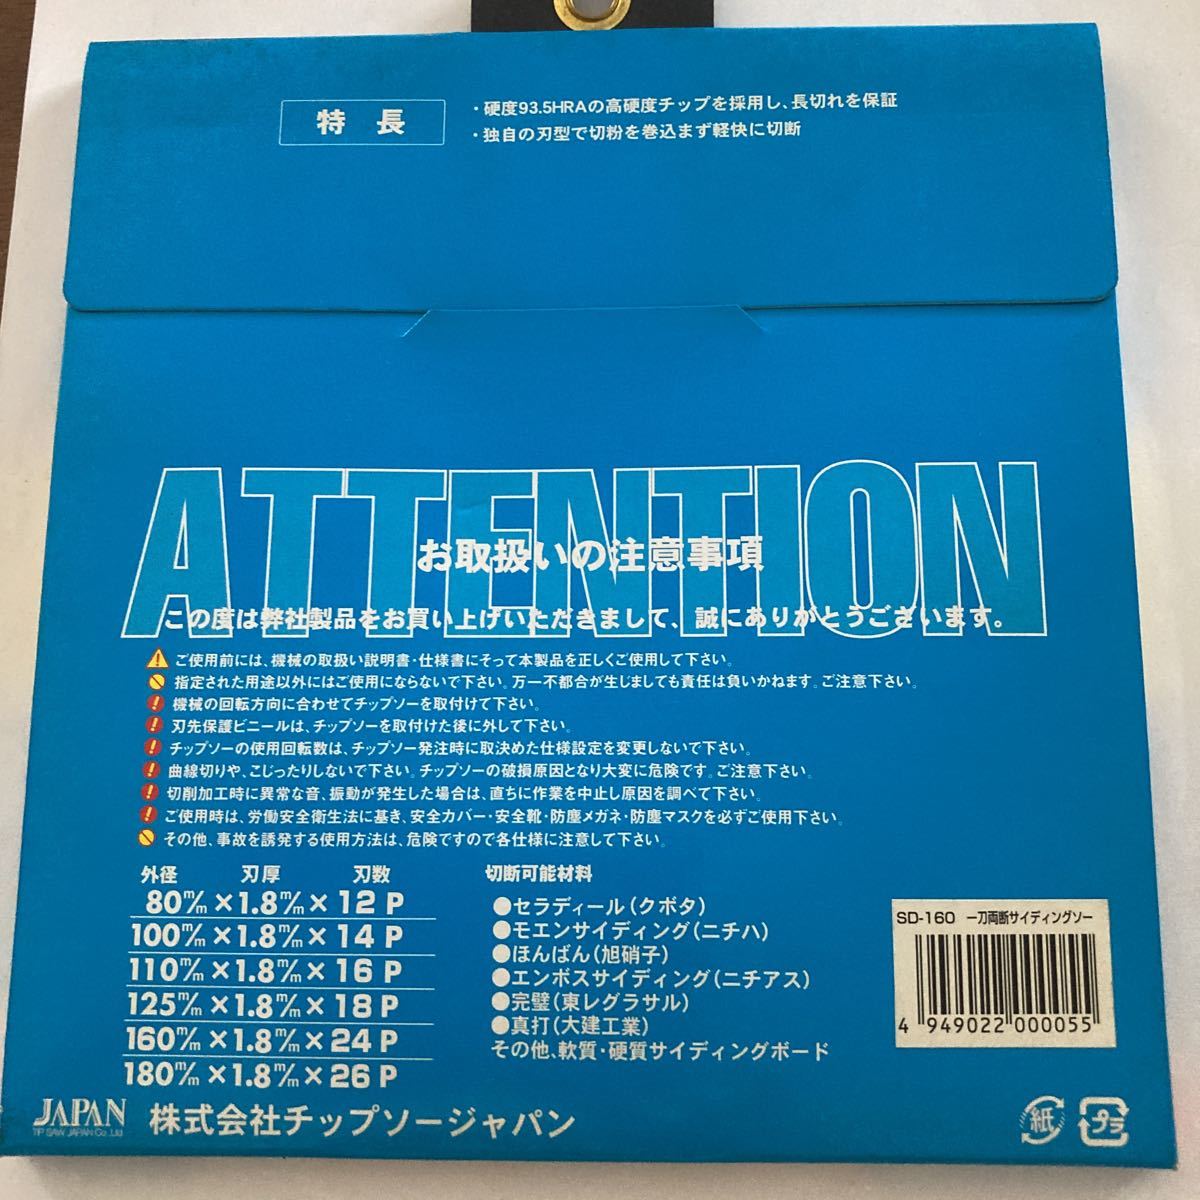 特長
・硬度93.5HRAの高硬度チップを採用し、長切れを保証
・独自の刃型で切粉を巻込まず軽快に切断
ATTENTION
お取扱いの注意事項
この度は弊社製品をお買い上げいただきまして、誠にありがとうございます。
ご使用前には、機械の取扱い説明書・仕様書にそって本製品を正しくご使用して下さい。
指定された用途以外にはご使用にならないで下さい。万一不都合が生じましても責任は負いかねます。ご注意下さい。
機械の回転方向に合わせてチップソーを取付けて下さい。
刃先保護ビニールは、チップソーを取付けた後に外して下さい。
チップソーの使用回転数は、チップソー発注時に取決めた仕様設定を変更しないで下さい。
曲線切りや、こじったりしないで下さい。チップソーの破損原因となり大変に危険です。ご注意下さい。
切削加工時に異常な音、振動が発生した場合は、直ちに作業を中止し原因を調べて下さい。
ご使用時は、労働安全衛生法に基き、安全カバー・安全靴・防塵メガネ・防塵マスクを必ずご使用下さい。
その他、事故を誘発する使用方法は、危険ですので各仕様に注意して下さい。
外径 刃厚 刃数
80m/m×1.8m/m×12P
100m/m×1.8m/m×14P
110m/m×1.8m/m×16P
125m/m×1.8m/m×18P
160m/m×1.8m/m×24P
180m/m×1.8m/m×26P
切断可能材料
●セラディール(クボタ)
●モエンサイディング(ニチハ)
●ほんばん(旭硝子)
●エンボスサイディング(ニチアス)
●完璧(東レグラサル)
●真打(大建工業)
その他、軟質・硬質サイディングボード
SD-160 一刀両断サイディングソー
4 949022 000055
JAPAN
TIP SAW JAPAN Co.,Ltd
株式会社チップソージャパン
紙
プラ